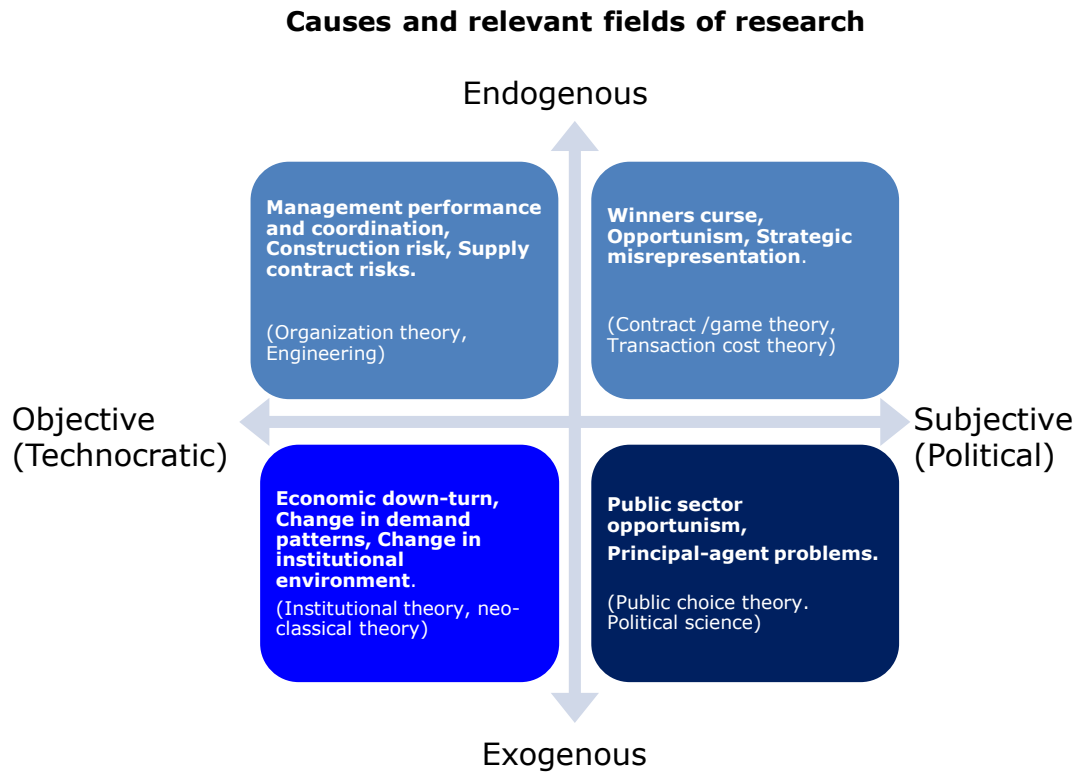 Causes and relevant fields of research
Endogenous
Management performance
and coordination,
Construction risk, Supply
contract risks.
(Organization theory,
Engineering)
Winners curse,
Opportunism, Strategic
misrepresentation.
(Contract /game theory,
Transaction cost theory)
Objective
(Technocratic)
Subjective
(Political)
Economic down-turn,
Change in demand
patterns, Change in
institutional
environment.
(Institutional theory, neo-
classical theory)
Public sector
opportunism,
Principal-agent problems.
(Public choice theory.
Political science)
Exogenous